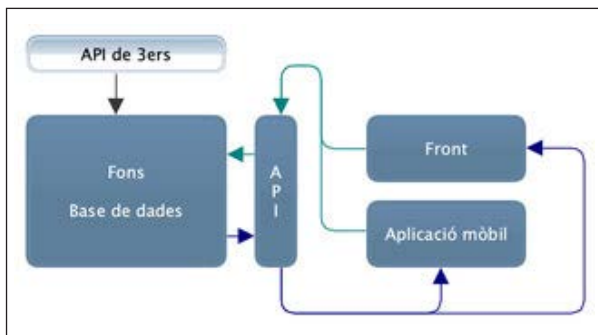 API de 3ers
Fons
Base de dades
A
P
I
Front
Aplicació mòbil